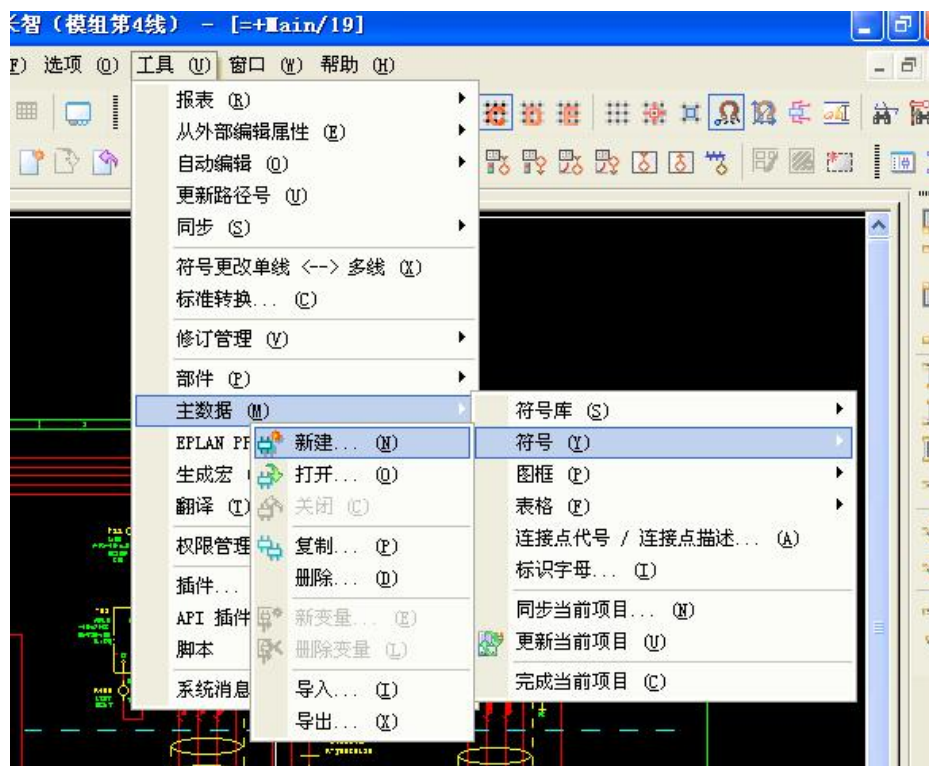 长智（模组第4线） - [=+Main/19]
选项 (O) 工具 (U) 窗口 (W) 帮助 (H)
报表 (R)
从外部编辑属性 (E)
自动编辑 (O)
更新路径号 (U)
同步 (S)
符号更改单线 <--> 多线 (X)
标准转换... (C)
修订管理 (V)
部件 (P)
主数据 (M)
EPLAN PP
生成宏
翻译 (T)
权限管理
插件...
API 插件
脚本
系统消息
符号库 (S)
符号 (Y)
图框 (P)
表格 (F)
连接点代号 / 连接点描述... (A)
标识字母... (I)
同步当前项目... (N)
更新当前项目 (U)
完成当前项目 (C)
新建... (N)
打开... (O)
关闭 (C)
复制... (P)
删除... (D)
新变量... (E)
删除变量 (L)
导入... (I)
导出... (X)